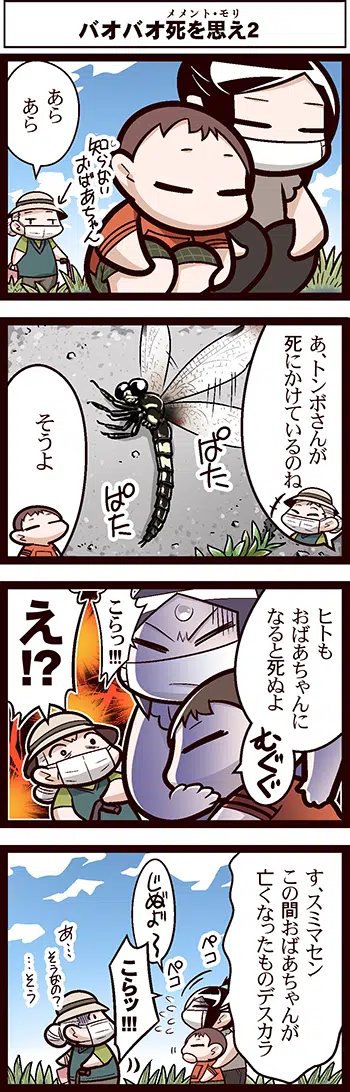 メメント・モリ
バオバオ死を思え2
あら
あら
知らない
おばあちゃん
あ、トンボさんが
死にかけているのね
そうよ
ぱた
ぱた
ヒトも
おばあちゃんに
なると死ぬよ
むぐぐ
こらっ!!!
え!?
す、スミマセン
この間おばあちゃんが
亡くなったものデスカラ
ペコ
ペコ
じぬよ〜
こらッ!!!
あ…
そうなの?
…そう